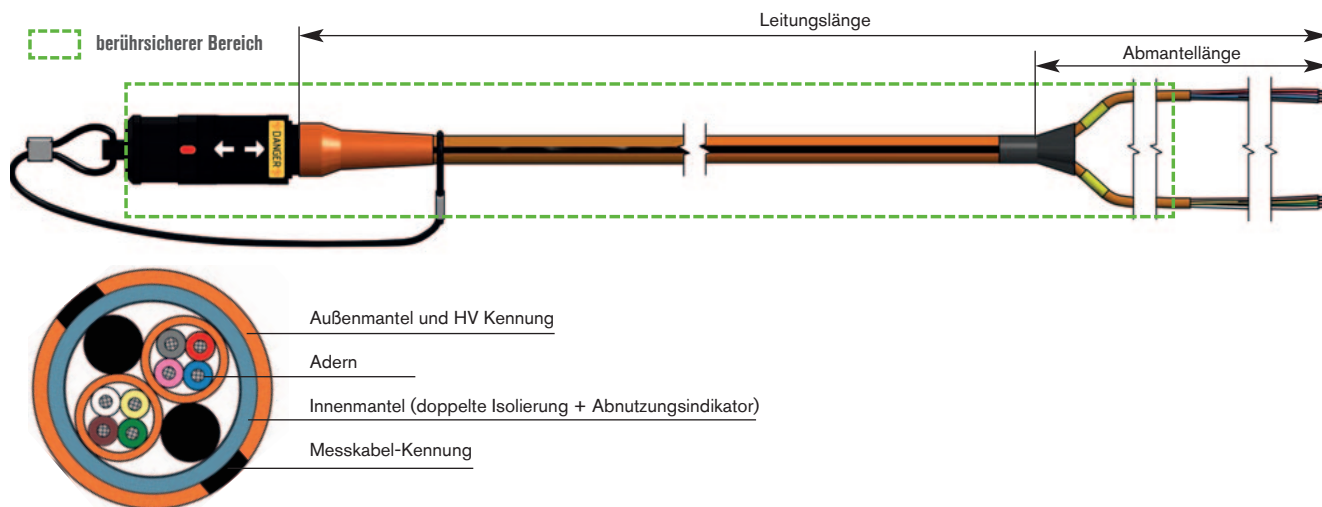 Leitungslänge
berührsicherer Bereich
Abmantellänge
DANGER
Außenmantel und HV Kennung
Adern
Innenmantel (doppelte Isolierung + Abnutzungsindikator)
Messkabel-Kennung